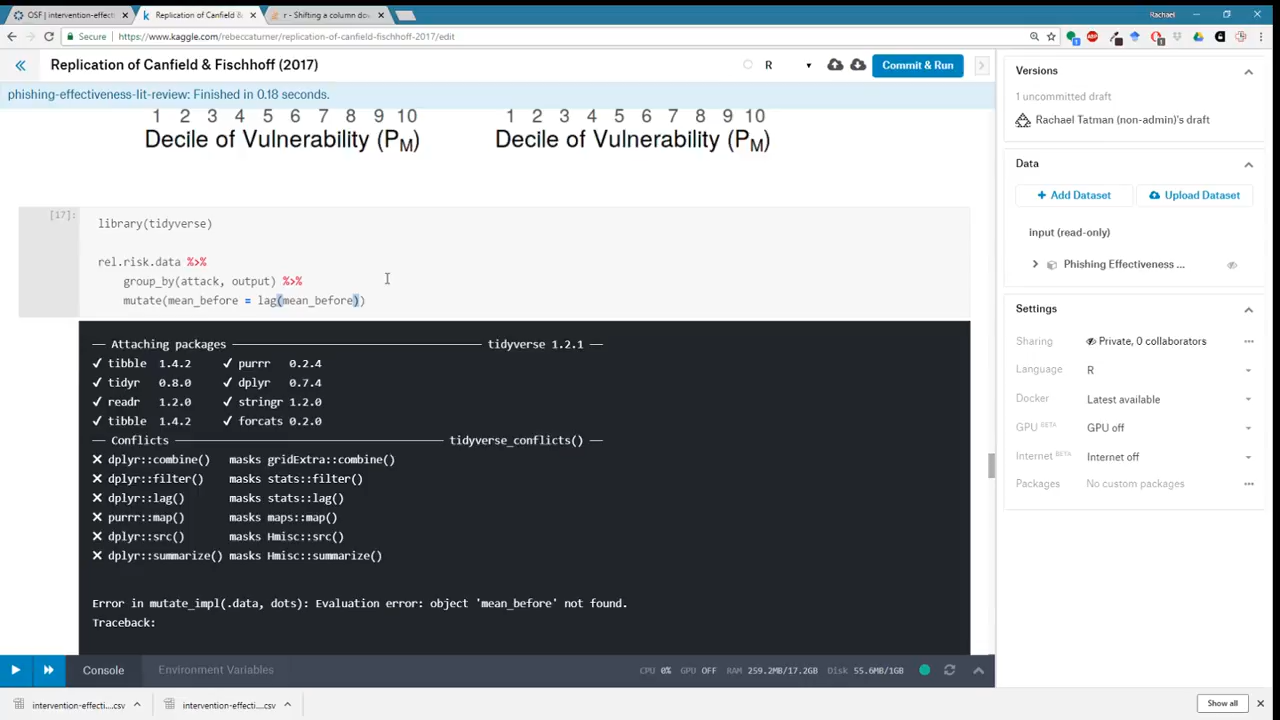 OSF | intervention-effecti
Replication of Canfield &
r - Shifting a column do
Rachael
Secure
https://www.kaggle.com/rebeccaturner/replication-of-canfield-fischhoff-2017/edit
Replication of Canfield & Fischhoff (2017)
R
Commit & Run
phishing-effectiveness-lit-review: Finished in 0.18 seconds.
1 2 3 4 5 6 7 8 9 10
1 2 3 4 5 6 7 8 9 10
Decile of Vulnerability (PM)
Decile of Vulnerability (PM)
[17]:
library(tidyverse)
rel.risk.data %>%
group_by(attack, output) %>%
mutate(mean_before = lag(mean_before))
— Attaching packages ——— tidyverse 1.2.1 —
✓ tibble 1.4.2 ✓ purrr 0.2.4
✓ tidyr 0.8.0 ✓ dplyr 0.7.4
✓ readr 1.2.0 ✓ stringr 1.2.0
✓ tibble 1.4.2 ✓ forcats 0.2.0
— Conflicts ——— tidyverse_conflicts() —
✗ dplyr::combine() masks gridExtra::combine()
✗ dplyr::filter() masks stats::filter()
✗ dplyr::lag() masks stats::lag()
✗ purrr::map() masks maps::map()
✗ dplyr::src() masks Hmisc::src()
✗ dplyr::summarize() masks Hmisc::summarize()
Error in mutate_impl(.data, dots): Evaluation error: object 'mean_before' not found.
Traceback:
Console
Environment Variables
CPU 0% GPU OFF RAM 259.2MB/17.2GB Disk 55.6MB/1GB
Versions
1 uncommitted draft
Rachael Tatman (non-admin)'s draft
Data
+ Add Dataset
Upload Dataset
input (read-only)
Phishing Effectiveness ...
Settings
Sharing Private, 0 collaborators
Language R
Docker Latest available
GPU BETA GPU off
Internet BETA Internet off
Packages No custom packages
intervention-effecti....csv
intervention-effecti....csv
Show all